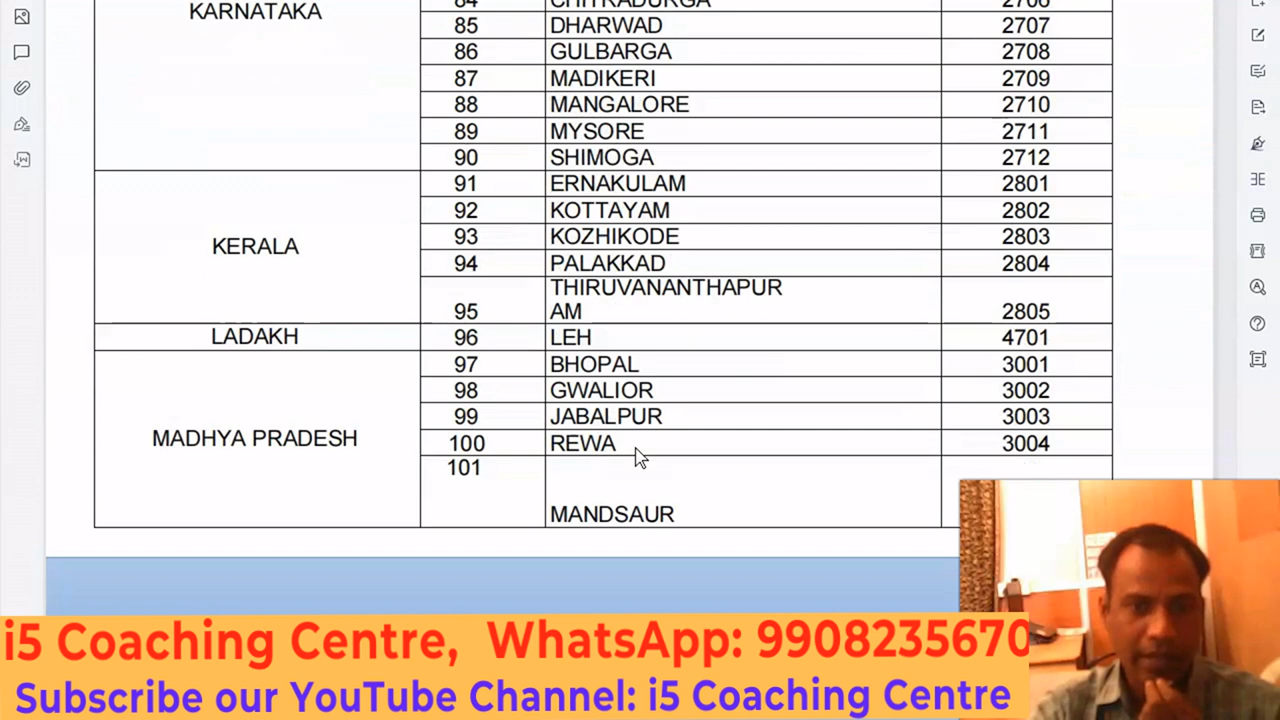 KARNATAKA
84 CHITRADURGA 2706
85 DHARWAD 2707
86 GULBARGA 2708
87 MADIKERI 2709
88 MANGALORE 2710
89 MYSORE 2711
90 SHIMOGA 2712
91 ERNAKULAM 2801
92 KOTTAYAM 2802
KERALA
93 KOZHIKODE 2803
94 PALAKKAD 2804
THIRUVANANTHAPUR
95 AM 2805
LADAKH 96 LEH 4701
97 BHOPAL 3001
98 GWALIOR 3002
99 JABALPUR 3003
MADHYA PRADESH
100 REWA 3004
101
MANDSAUR
i5 Coaching Centre, WhatsApp: 9908235670
Subscribe our YouTube Channel: i5 Coaching Centre